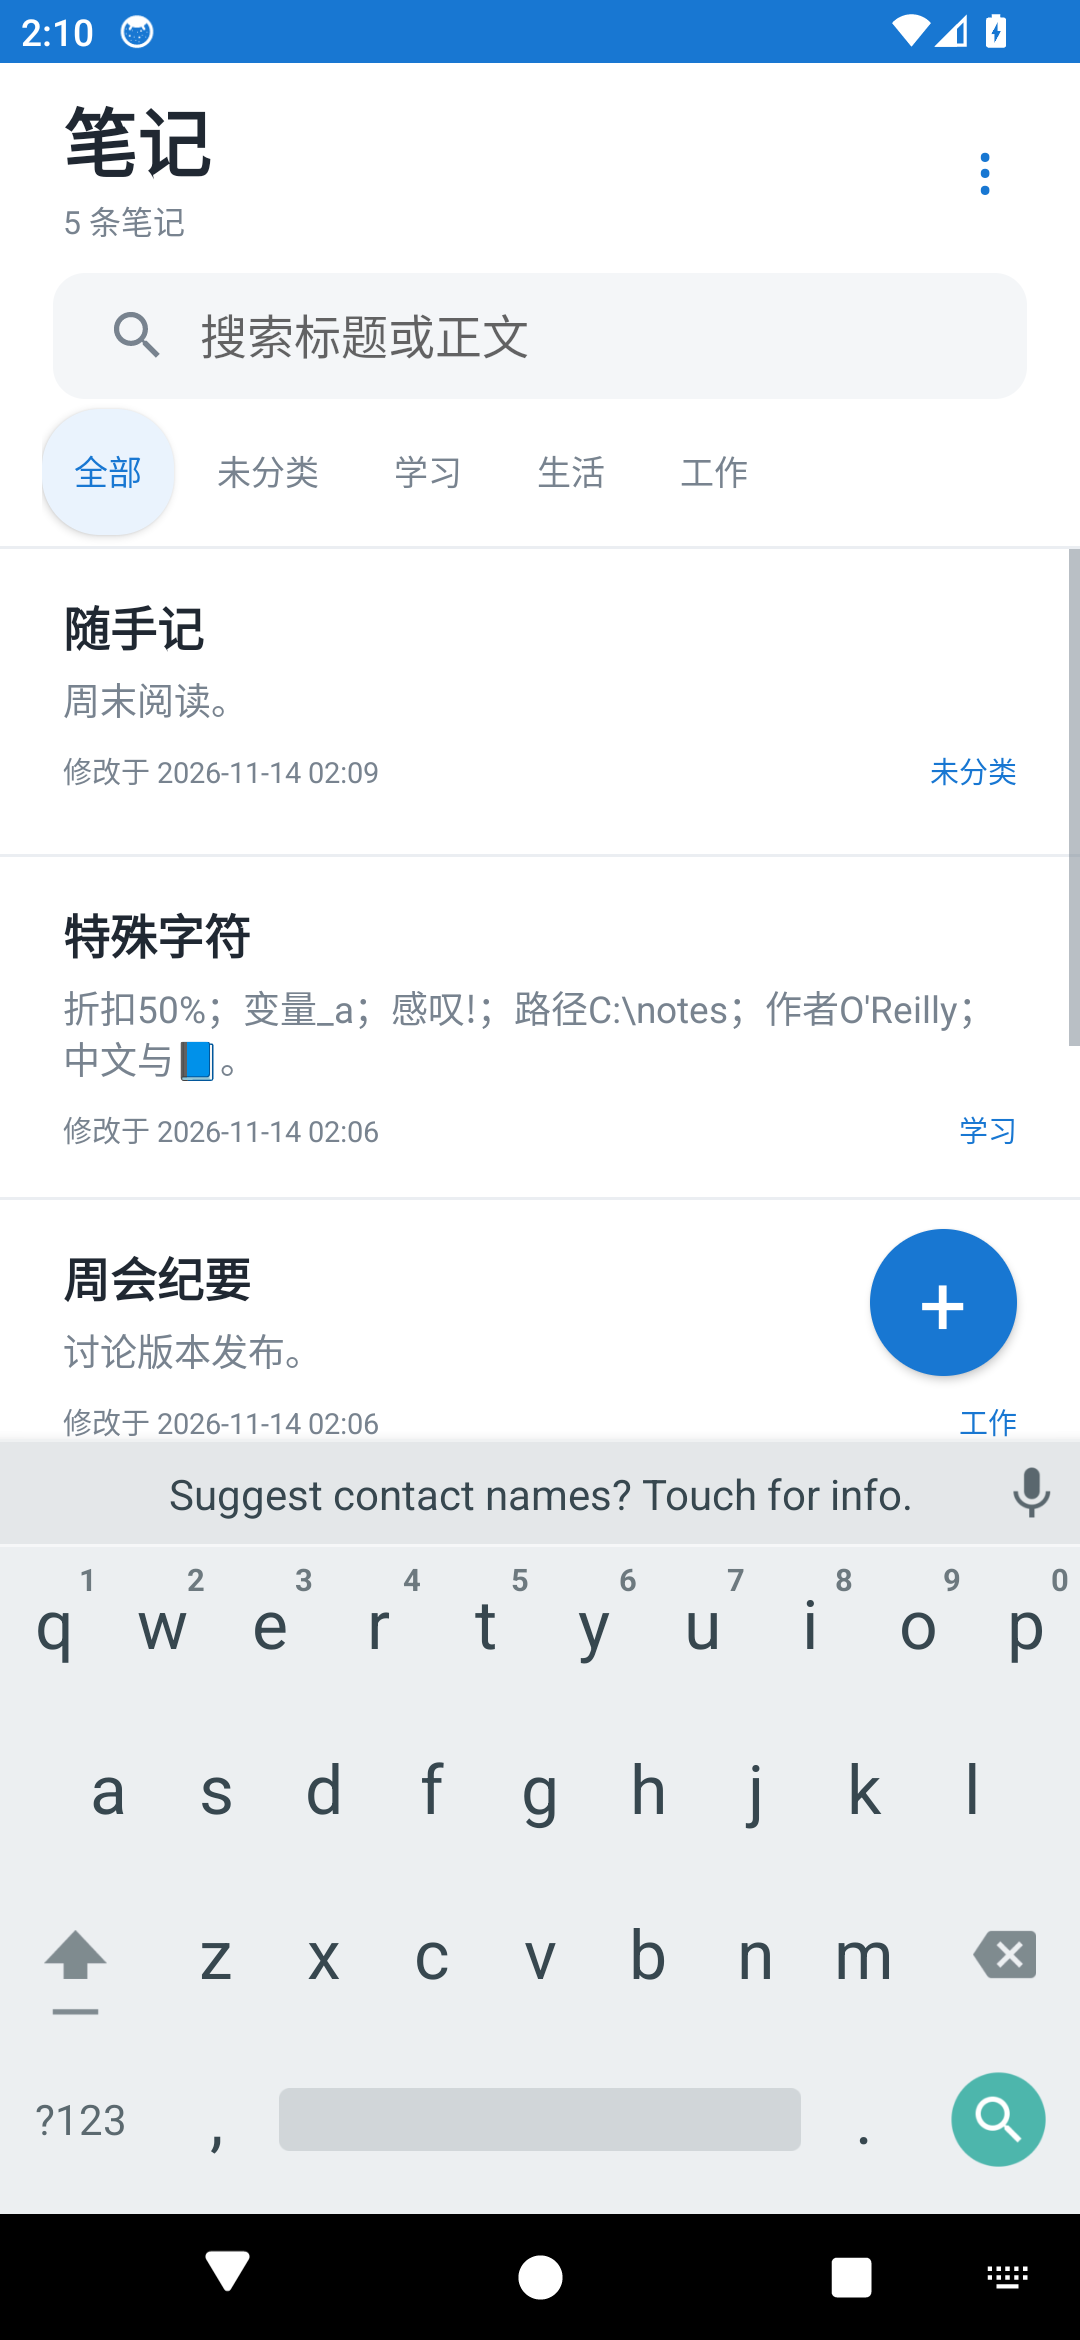 2:10
笔记
5 条笔记
搜索标题或正文
全部 未分类 学习 生活 工作
随手记
周末阅读。
修改于 2026-11-14 02:09 未分类
特殊字符
折扣50%；变量_a；感叹!；路径C:\notes；作者O'Reilly；
中文与📘。
修改于 2026-11-14 02:06 学习
周会纪要
讨论版本发布。
+
修改于 2026-11-14 02:06 工作
Suggest contact names? Touch for info.
1 2 3 4 5 6 7 8 9 0
q w e r t y u i o p
a s d f g h j k l
z x c v b n m
?123 , .